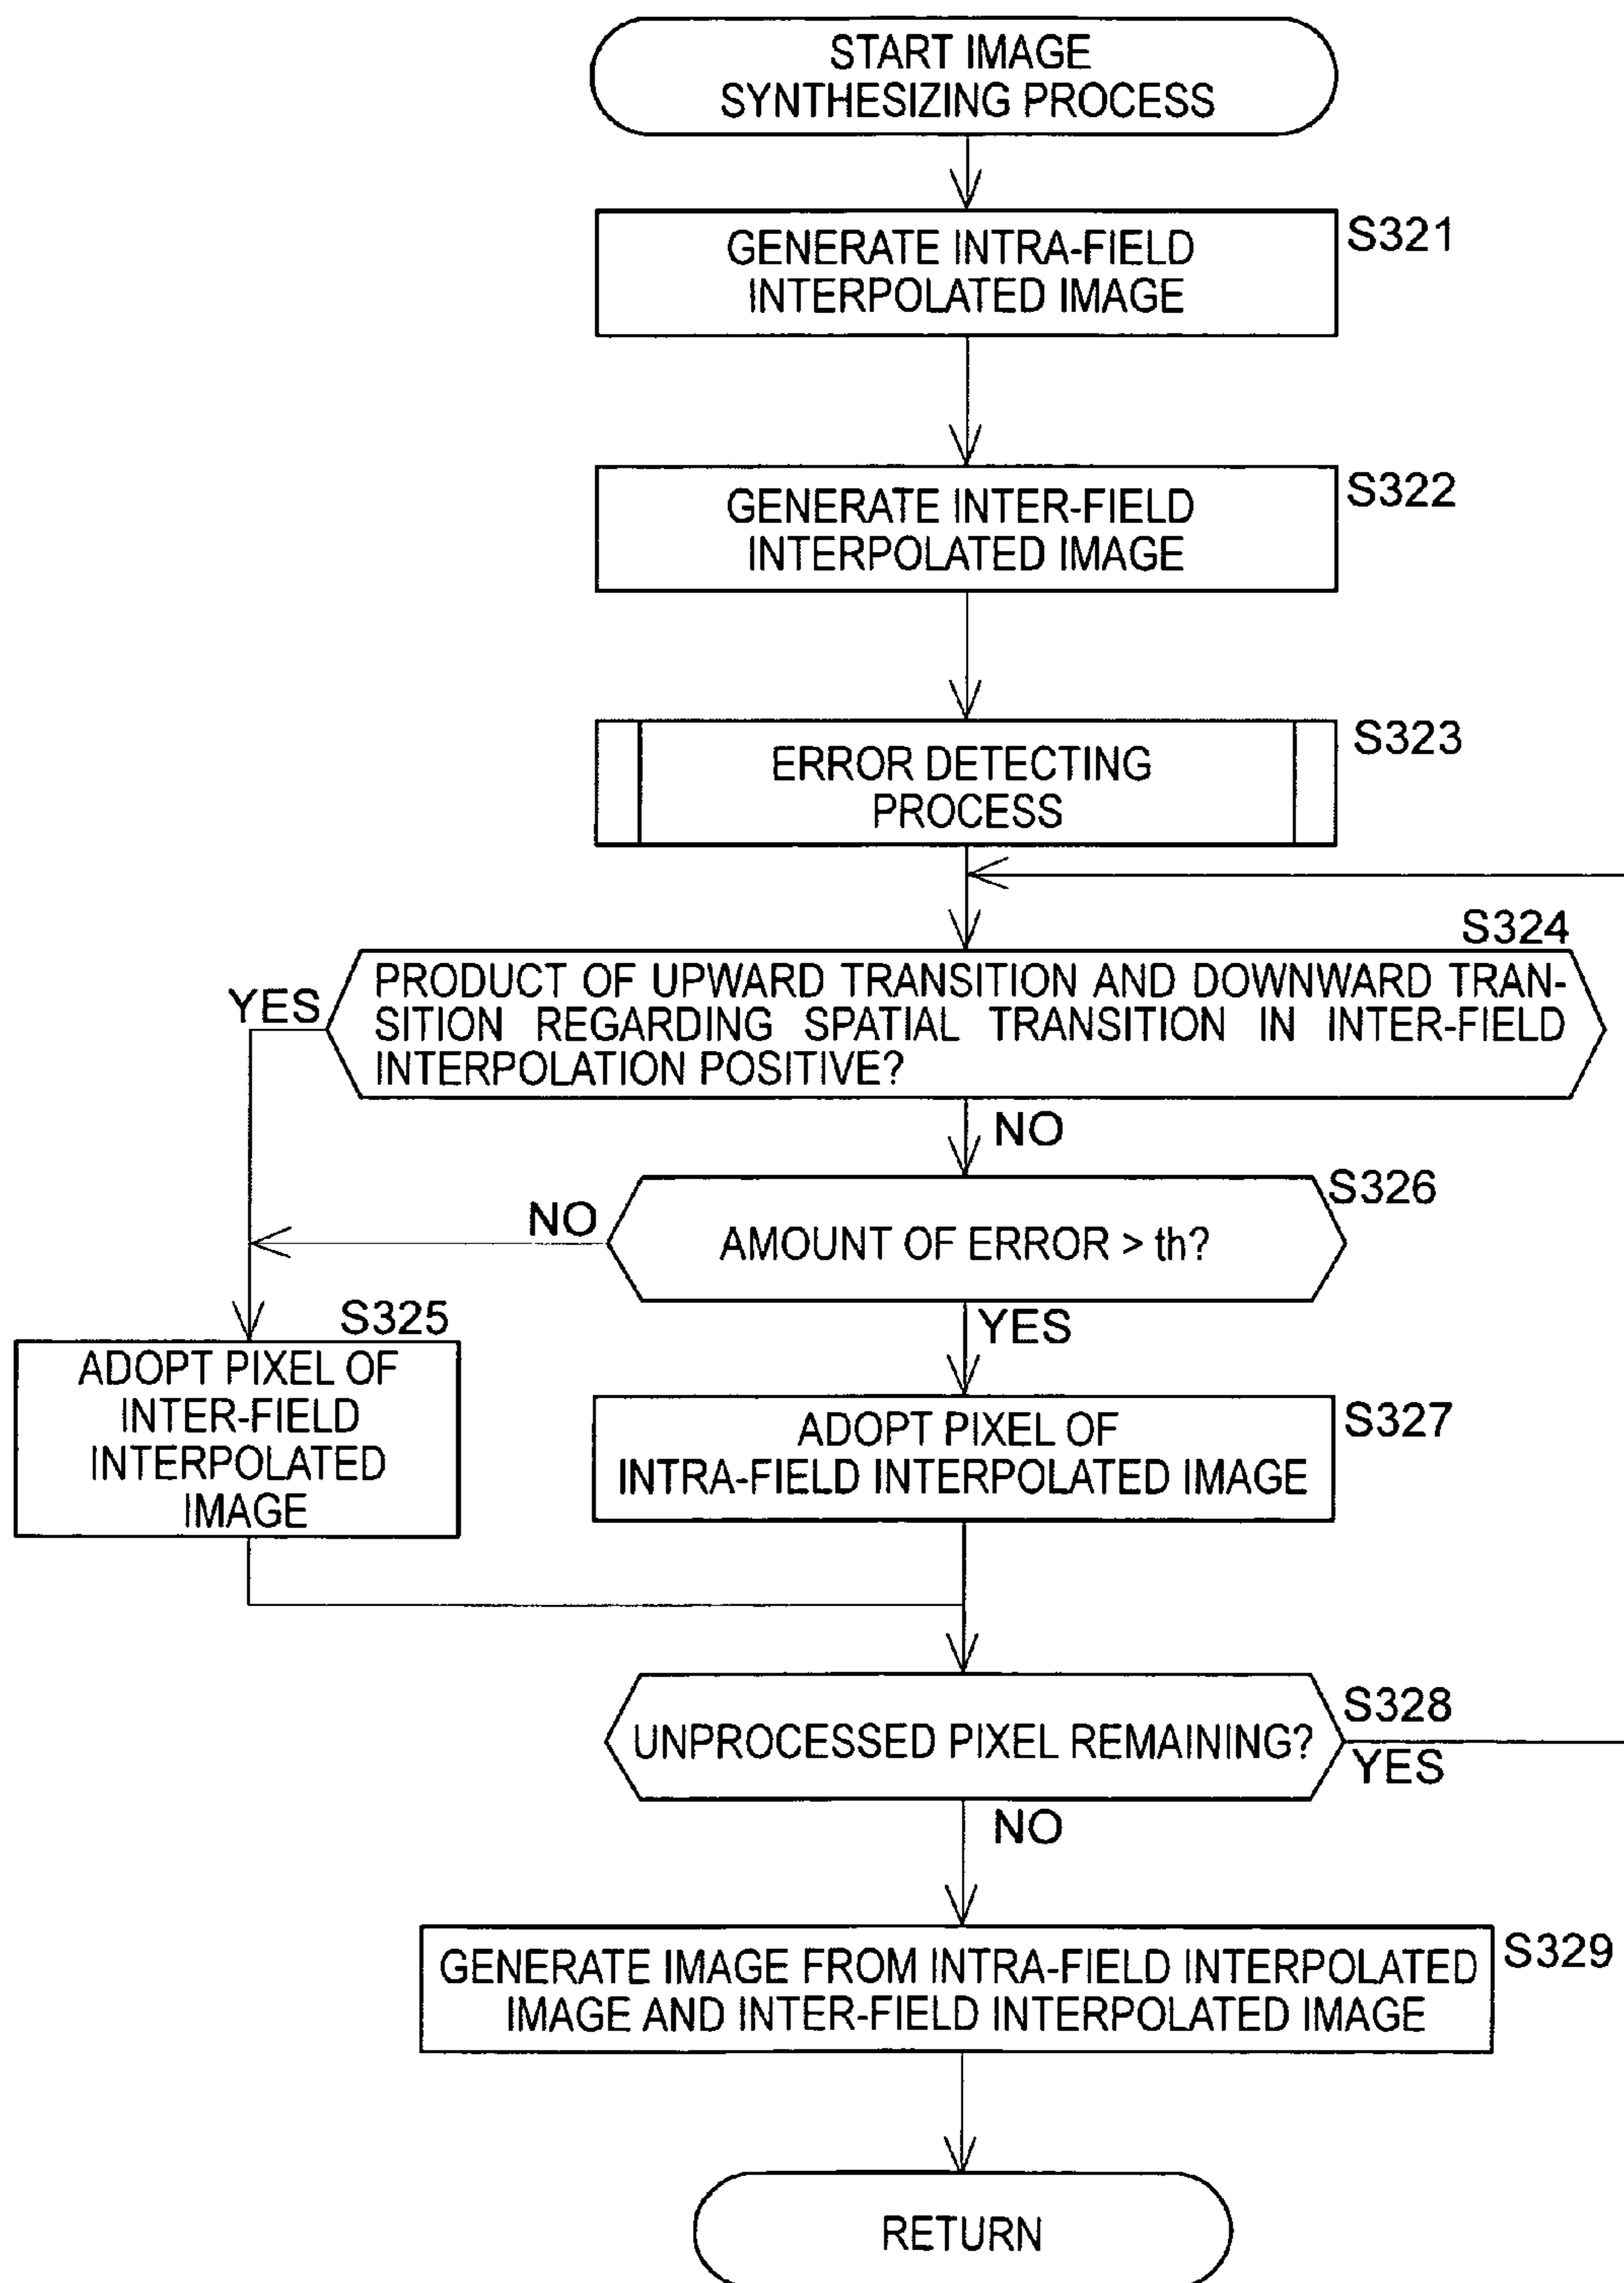 START IMAGE
SYNTHESIZING PROCESS
GENERATE INTRA-FIELD
INTERPOLATED IMAGE
S321
GENERATE INTER-FIELD
INTERPOLATED IMAGE
S322
ERROR DETECTING
PROCESS
S323
S324
PRODUCT OF UPWARD TRANSITION AND DOWNWARD TRAN-
SITION REGARDING SPATIAL TRANSITION IN INTER-FIELD
INTERPOLATION POSITIVE?
YES
NO
S326
AMOUNT OF ERROR > th?
NO
YES
S325
ADOPT PIXEL OF
INTER-FIELD
INTERPOLATED
IMAGE
S327
ADOPT PIXEL OF
INTRA-FIELD INTERPOLATED IMAGE
S328
UNPROCESSED PIXEL REMAINING?
YES
NO
S329
GENERATE IMAGE FROM INTRA-FIELD INTERPOLATED
IMAGE AND INTER-FIELD INTERPOLATED IMAGE
RETURN